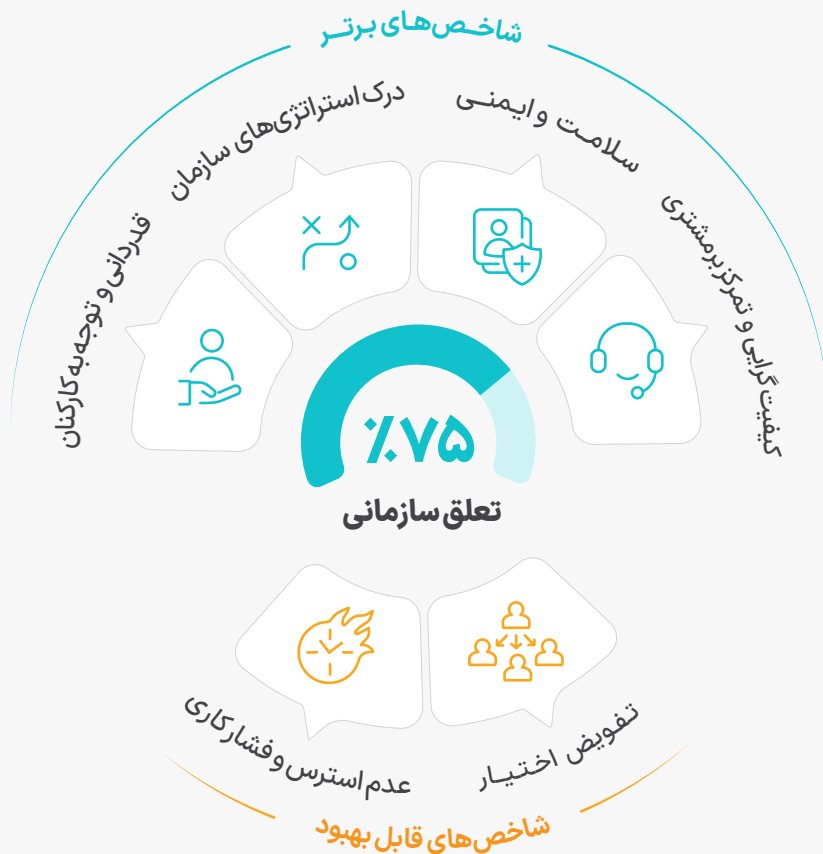 شاخص‌های برتر
کیفیت گرایی و تمرکز بر مشتری
سلامت و ایمنی
درک استراتژی‌های سازمان
قدردانی و توجه به کارکنان
٪۷۵
تعلق سازمانی
تفویض اختیار
عدم استرس و فشار کاری
شاخص‌های قابل بهبود